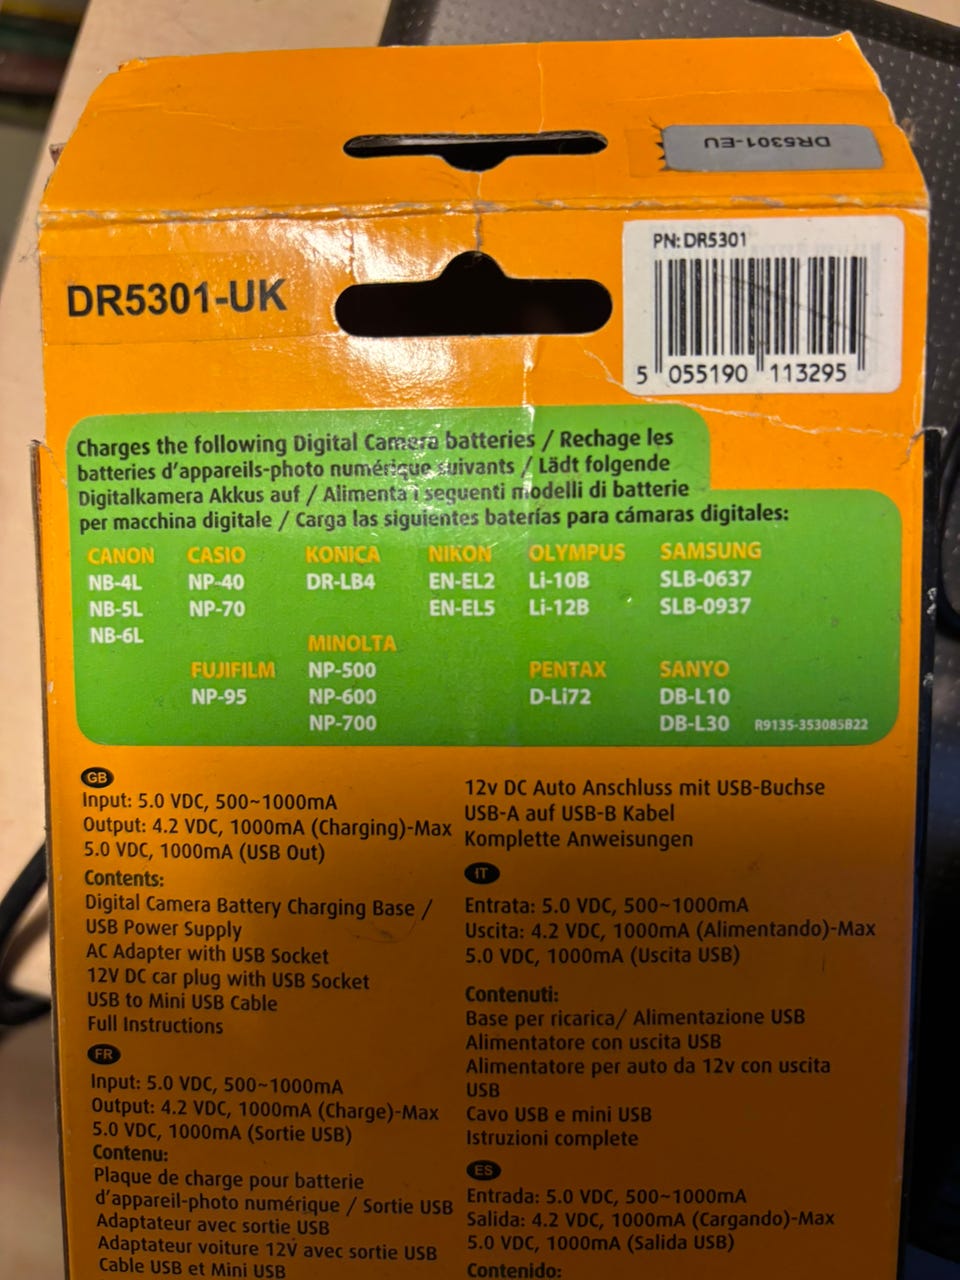 DR5301-EU
PN: DR5301
DR5301-UK
5 055190 113295
Charges the following Digital Camera batteries / Rechage les
batteries d'appareils-photo numérique suivants / Lädt folgende
Digitalkamera Akkus auf / Alimenta i seguenti modelli di batterie
per macchina digitale / Carga las siguientes baterías para cámaras digitales:
CANON
NB-4L
NB-5L
NB-6L
CASIO
NP-40
NP-70
FUJIFILM
NP-95
KONICA
DR-LB4
MINOLTA
NP-500
NP-600
NP-700
NIKON
EN-EL2
EN-EL5
OLYMPUS
Li-10B
Li-12B
PENTAX
D-Li72
SAMSUNG
SLB-0637
SLB-0937
SANYO
DB-L10
DB-L30
R9135-353085B22
GB
Input: 5.0 VDC, 500~1000mA
Output: 4.2 VDC, 1000mA (Charging)-Max
5.0 VDC, 1000mA (USB Out)
Contents:
Digital Camera Battery Charging Base /
USB Power Supply
AC Adapter with USB Socket
12V DC car plug with USB Socket
USB to Mini USB Cable
Full Instructions
FR
Input: 5.0 VDC, 500~1000mA
Output: 4.2 VDC, 1000mA (Charge)-Max
5.0 VDC, 1000mA (Sortie USB)
Contenu:
Plaque de charge pour batterie
d'appareil-photo numérique / Sortie USB
Adaptateur avec sortie USB
Adaptateur voiture 12V avec sortie USB
Cable USB et Mini USB
12v DC Auto Anschluss mit USB-Buchse
USB-A auf USB-B Kabel
Komplette Anweisungen
IT
Entrata: 5.0 VDC, 500~1000mA
Uscita: 4.2 VDC, 1000mA (Alimentando)-Max
5.0 VDC, 1000mA (Uscita USB)
Contenuti:
Base per ricarica/ Alimentazione USB
Alimentatore con uscita USB
Alimentatore per auto da 12v con uscita
USB
Cavo USB e mini USB
Istruzioni complete
ES
Entrada: 5.0 VDC, 500~1000mA
Salida: 4.2 VDC, 1000mA (Cargando)-Max
5.0 VDC, 1000mA (Salida USB)
Contenido: